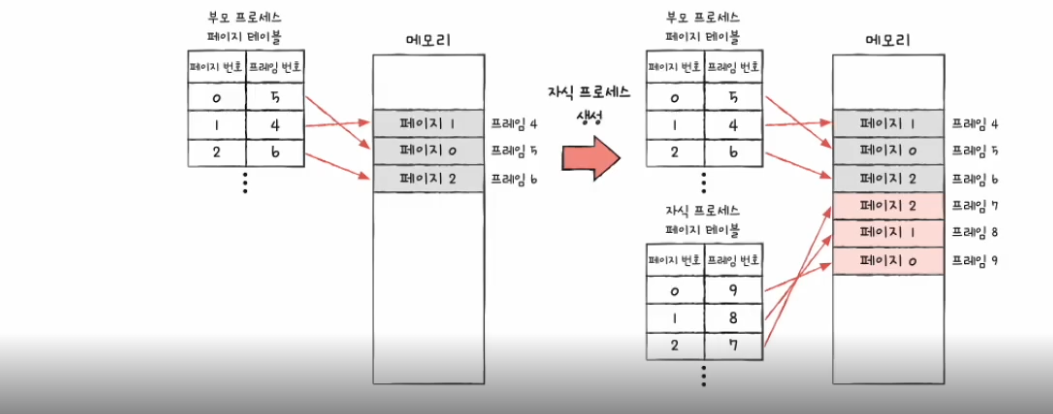 부모 프로세스
페이지 테이블
페이지 번호 프레임 번호
0 5
1 4
2 6
메모리
페이지 1 프레임 4
페이지 0 프레임 5
페이지 2 프레임 6
자식 프로세스
생성
부모 프로세스
페이지 테이블
페이지 번호 프레임 번호
0 5
1 4
2 6
자식 프로세스
페이지 테이블
페이지 번호 프레임 번호
0 9
1 8
2 7
메모리
페이지 1 프레임 4
페이지 0 프레임 5
페이지 2 프레임 6
페이지 2 프레임 7
페이지 1 프레임 8
페이지 0 프레임 9